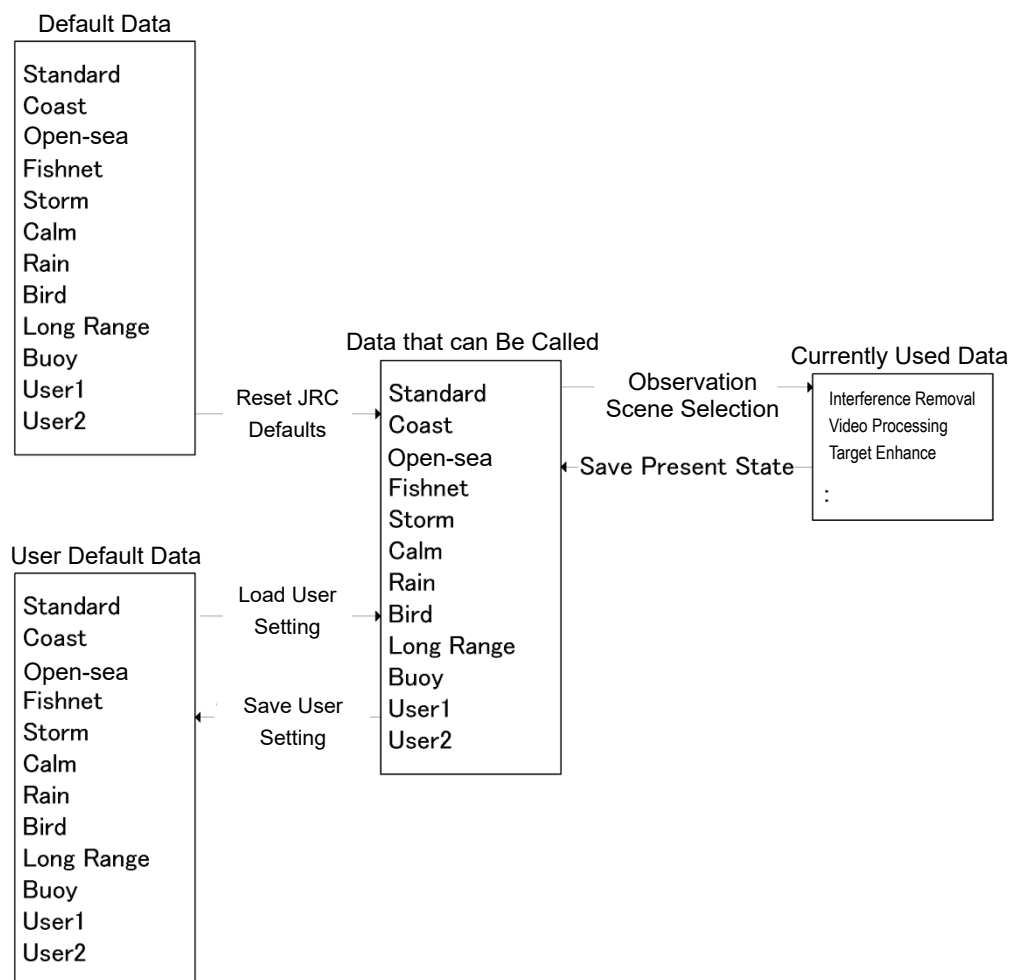 Default Data
Standard
Coast
Open-sea
Fishnet
Storm
Calm
Rain
Bird
Long Range
Buoy
User1
User2
Reset JRC
Defaults
User Default Data
Standard
Coast
Open-sea
Fishnet
Storm
Calm
Rain
Bird
Long Range
Buoy
User1
User2
Load User
Setting
Save User
Setting
Data that can Be Called
Standard
Coast
Open-sea
Fishnet
Storm
Calm
Rain
Bird
Long Range
Buoy
User1
User2
Observation
Scene Selection
Save Present State
Currently Used Data
Interference Removal
Video Processing
Target Enhance
: